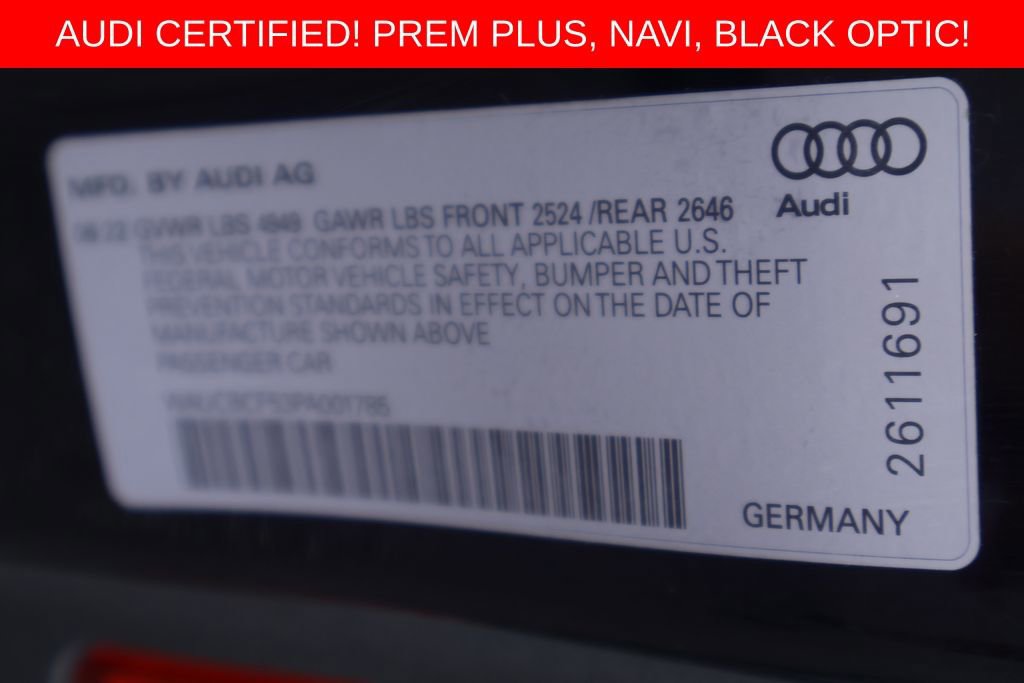 AUDI CERTIFIED! PREM PLUS, NAVI, BLACK OPTIC!
MFD. BY AUDI AG
Audi
GVWR LBS 4949 GAWR LBS FRONT 2524 /REAR 2646
THIS VEHICLE CONFORMS TO ALL APPLICABLE U.S.
FEDERAL MOTOR VEHICLE SAFETY, BUMPER AND THEFT
PREVENTION STANDARDS IN EFFECT ON THE DATE OF
MANUFACTURE SHOWN ABOVE
PASSENGER CAR
2611691
GERMANY